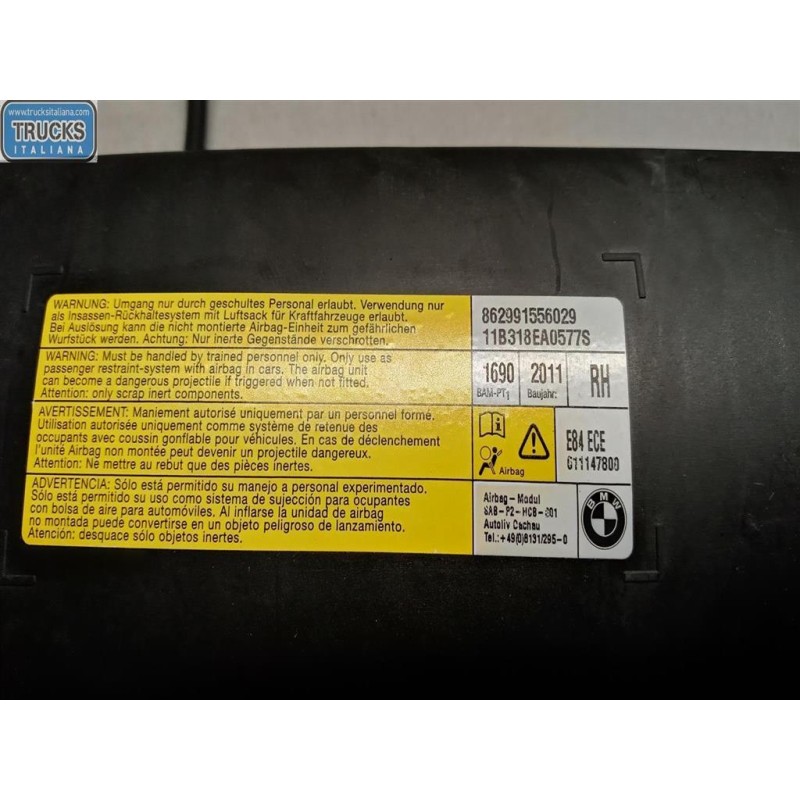 www.trucksitaliana.com
TRUCKS
ITALIANA
WARNUNG: Umgang nur durch geschultes Personal erlaubt. Verwendung nur
als Insassen-Rückhaltesystem mit Luftsack für Kraftfahrzeuge erlaubt.
Bei Auslösung kann die nicht montierte Airbag-Einheit zum gefährlichen
Wurfstück werden. Achtung: Nur inerte Gegenstände verschrotten.
WARNING: Must be handled by trained personnel only. Only use as
passenger restraint-system with airbag in cars. The airbag unit
can become a dangerous projectile if triggered when not fitted.
Attention: only scrap inert components.
AVERTISSEMENT: Maniement autorisé uniquement par un personnel formé.
Utilisation autorisée uniquement comme système de retenue des
occupants avec coussin gonflable pour véhicules. En cas de déclenchement
l'unité Airbag non montée peut devenir un projectile dangereux.
Attention: Ne mettre au rebut que des pièces inertes.
ADVERTENCIA: Sólo está permitido su manejo a personal experimentado.
Sólo está permitido su uso como sistema de sujección para ocupantes
con bolsa de aire para automóviles. Al inflarse la unidad de airbag
no montada puede convertirse en un objeto peligroso de lanzamiento.
Atención: desguace sólo objetos inertes.
862991556029
11B318EA0577S
1690 2011 RH
BAM-PT1 Baujahr:
i
Airbag
E84 ECE
611147800
Airbag-Modul
SAB-P2-HCB-001
Autoliv Dachau
Tel.:+49(0)8131/295-0
BMW